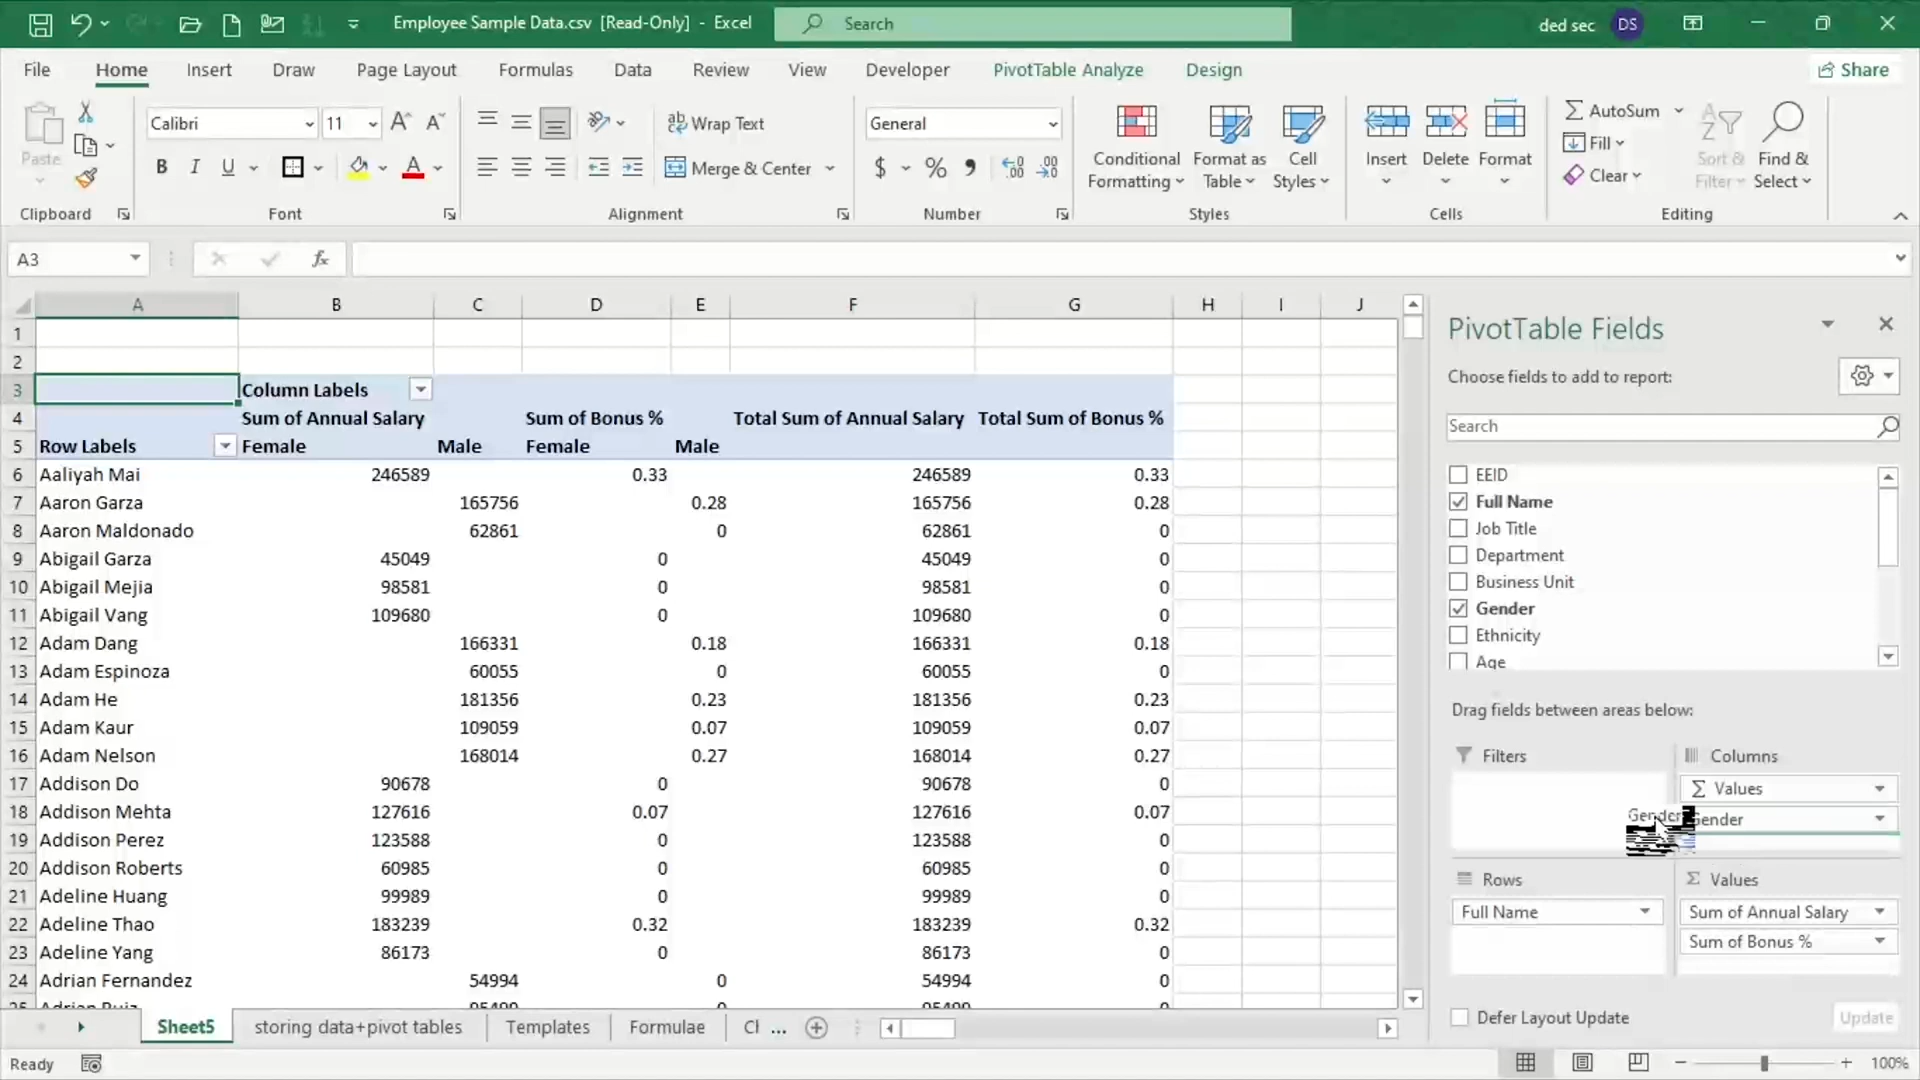 Employee Sample Data.csv [Read-Only] - Excel
Search
ded sec DS
File Home Insert Draw Page Layout Formulas Data Review View Developer PivotTable Analyze Design Share
Paste
Clipboard
Calibri 11
B I U A
Font
Wrap Text
Merge & Center
Alignment
General
$ % ,
Number
Conditional Formatting
Format as Table
Cell Styles
Styles
Insert Delete Format
Cells
AutoSum
Fill
Clear
Sort & Filter
Find & Select
Editing
A3 fx
A B C D E F G H I J
1
2
3 Column Labels
4 Sum of Annual Salary Sum of Bonus % Total Sum of Annual Salary Total Sum of Bonus %
5 Row Labels Female Male Female Male
6 Aaliyah Mai 246589 0.33 246589 0.33
7 Aaron Garza 165756 0.28 165756 0.28
8 Aaron Maldonado 62861 0 62861 0
9 Abigail Garza 45049 0 45049 0
10 Abigail Mejia 98581 0 98581 0
11 Abigail Vang 109680 0 109680 0
12 Adam Dang 166331 0.18 166331 0.18
13 Adam Espinoza 60055 0 60055 0
14 Adam He 181356 0.23 181356 0.23
15 Adam Kaur 109059 0.07 109059 0.07
16 Adam Nelson 168014 0.27 168014 0.27
17 Addison Do 90678 0 90678 0
18 Addison Mehta 127616 0.07 127616 0.07
19 Addison Perez 123588 0 123588 0
20 Addison Roberts 60985 0 60985 0
21 Adeline Huang 99989 0 99989 0
22 Adeline Thao 183239 0.32 183239 0.32
23 Adeline Yang 86173 0 86173 0
24 Adrian Fernandez 54994 0 54994 0
PivotTable Fields
Choose fields to add to report:
Search
EEID
Full Name
Job Title
Department
Business Unit
Gender
Ethnicity
Age
Drag fields between areas below:
Filters
Columns
Σ Values
Gender
Gender
Rows
Full Name
Σ Values
Sum of Annual Salary
Sum of Bonus %
Defer Layout Update Update
Sheet5 storing data+pivot tables Templates Formulae Cl ...
Ready 100%